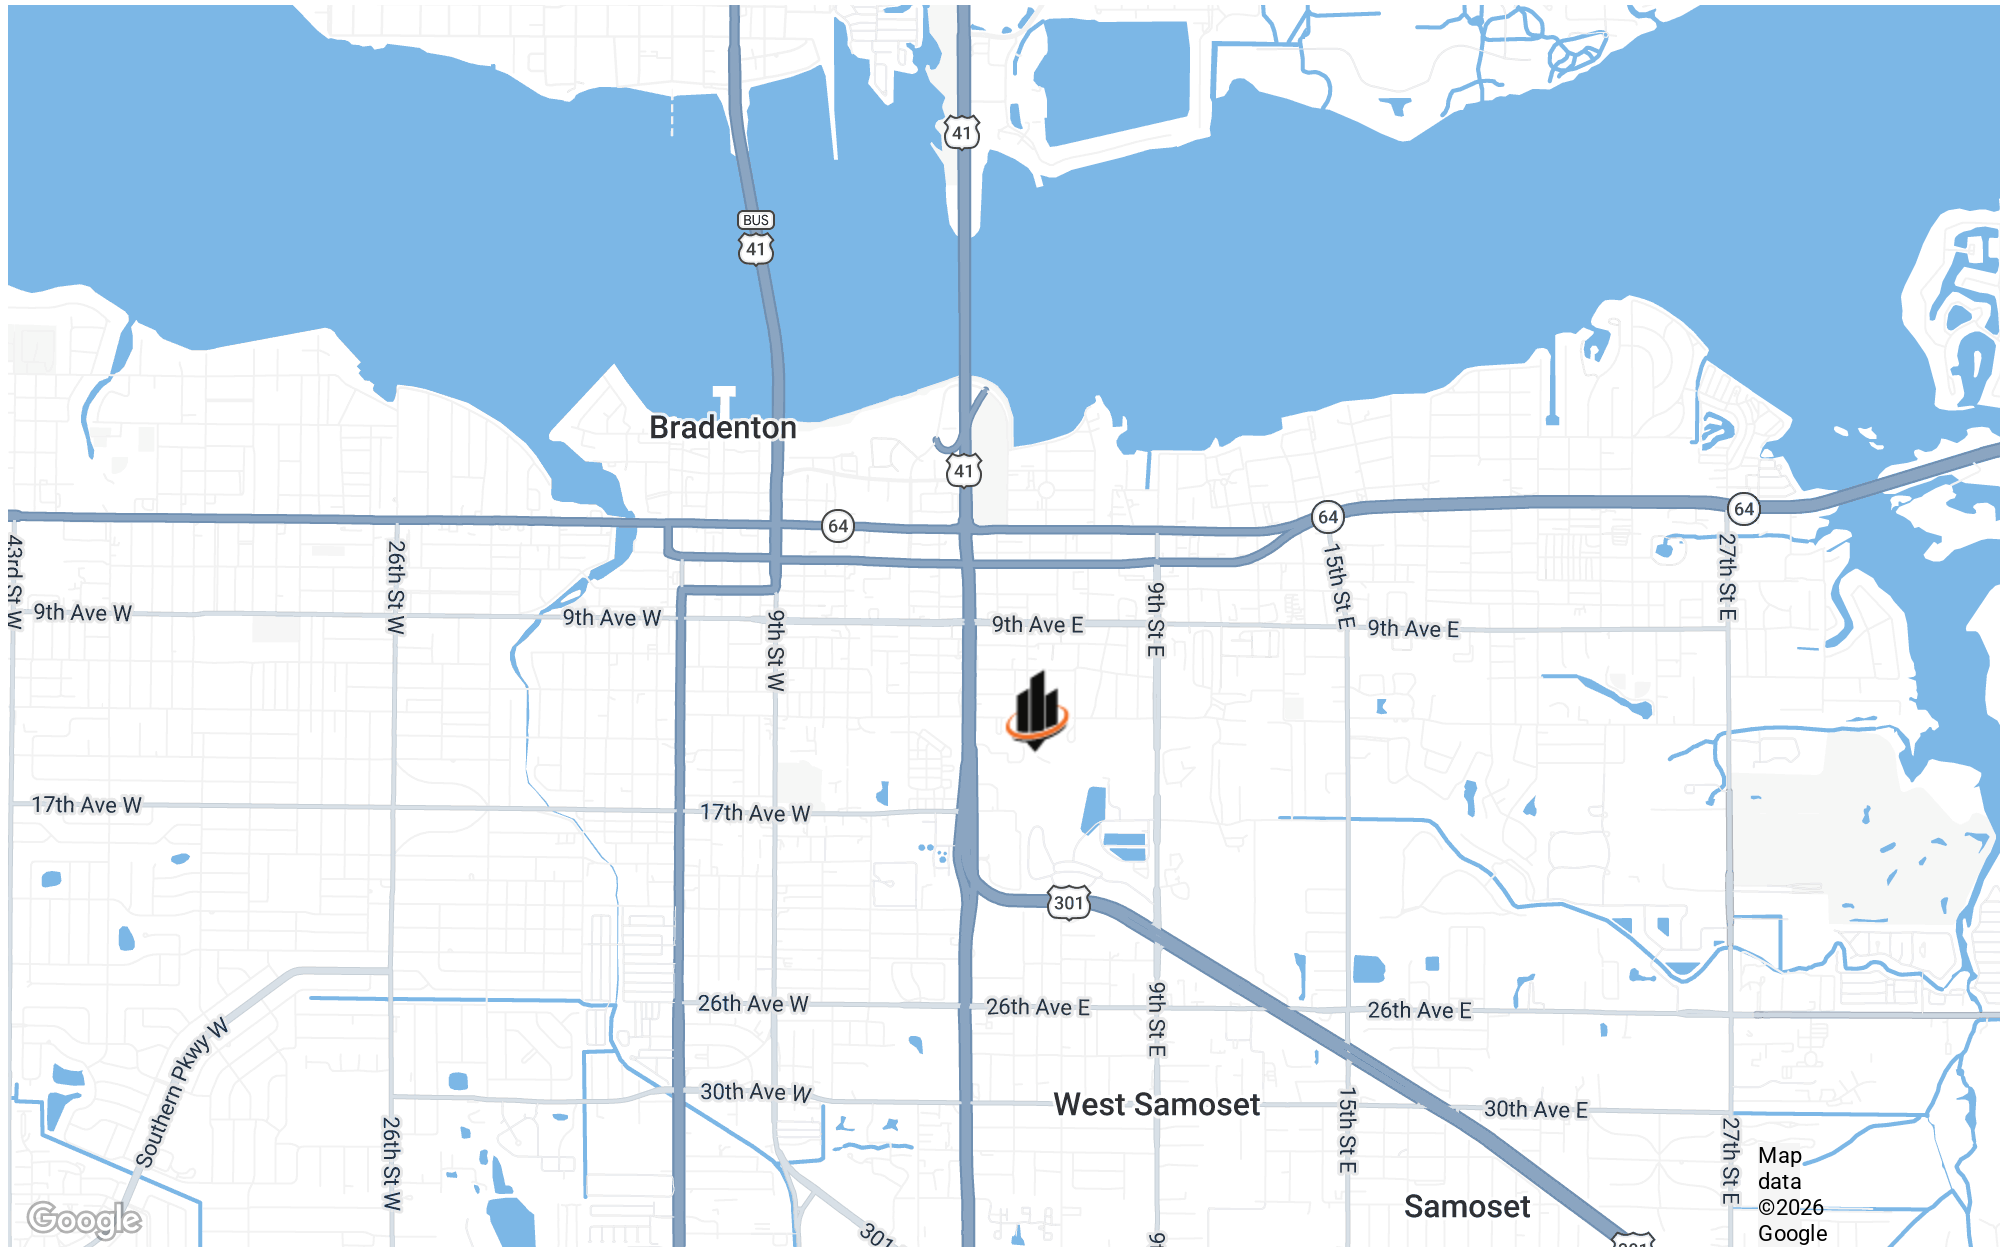 41
BUS
41
Bradenton
41
64
64
64
43rd St W
26th St W
15th St E
27th St E
9th Ave W
9th Ave W
9th St W
9th Ave E
9th St E
9th Ave E
17th Ave W
17th Ave W
301
26th Ave W
26th Ave E
9th St E
26th Ave E
Southern Pkwy W
30th Ave W
West Samoset
15th St E
30th Ave E
26th St W
27th St E
Map
data
©2026
Google
Samoset
Google
301